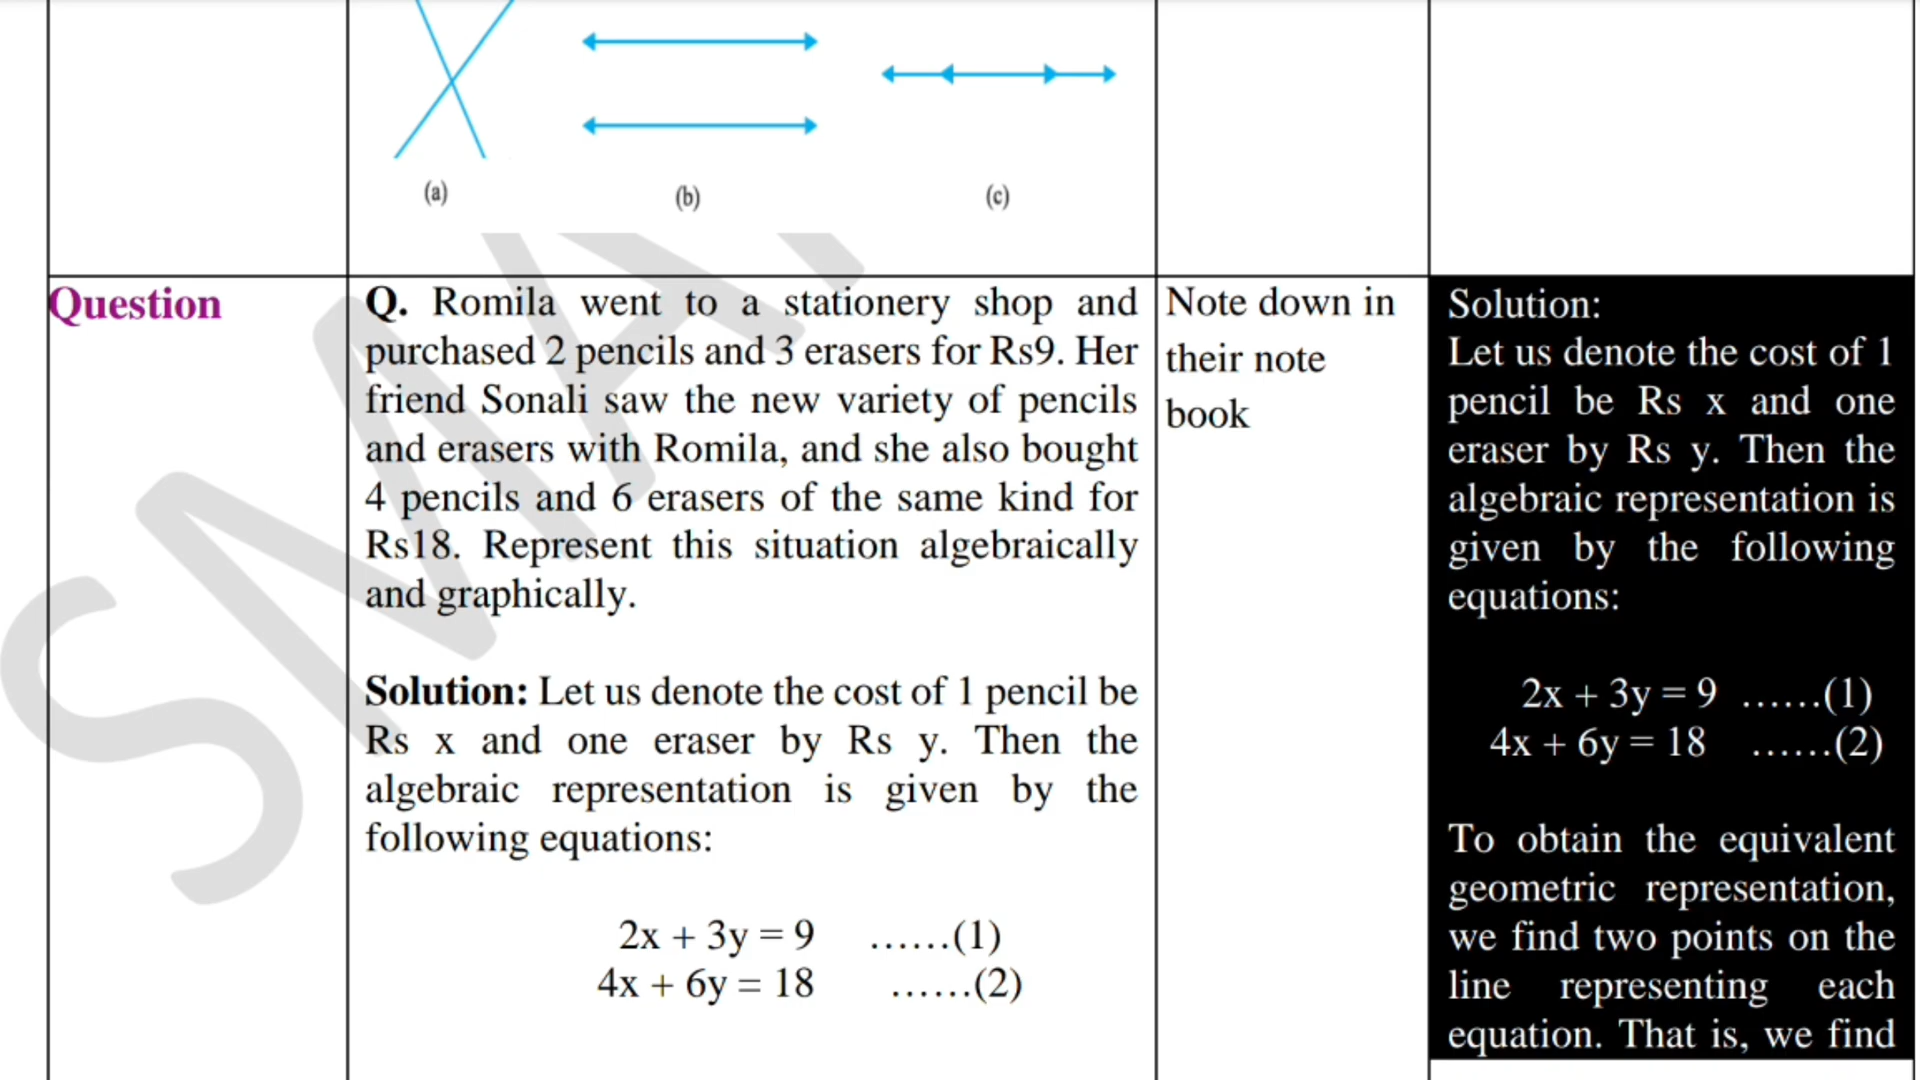 (a)
(b)
(c)
Question
Q. Romila went to a stationery shop and
purchased 2 pencils and 3 erasers for Rs9. Her
friend Sonali saw the new variety of pencils
and erasers with Romila, and she also bought
4 pencils and 6 erasers of the same kind for
Rs18. Represent this situation algebraically
and graphically.
Solution: Let us denote the cost of 1 pencil be
Rs x and one eraser by Rs y. Then the
algebraic representation is given by the
following equations:
2x + 3y = 9 ......(1)
4x + 6y = 18 ......(2)
Note down in
their note
book
Solution:
Let us denote the cost of 1
pencil be Rs x and one
eraser by Rs y. Then the
algebraic representation is
given by the following
equations:
2x + 3y = 9 ......(1)
4x + 6y = 18 ......(2)
To obtain the equivalent
geometric representation,
we find two points on the
line representing each
equation. That is, we find